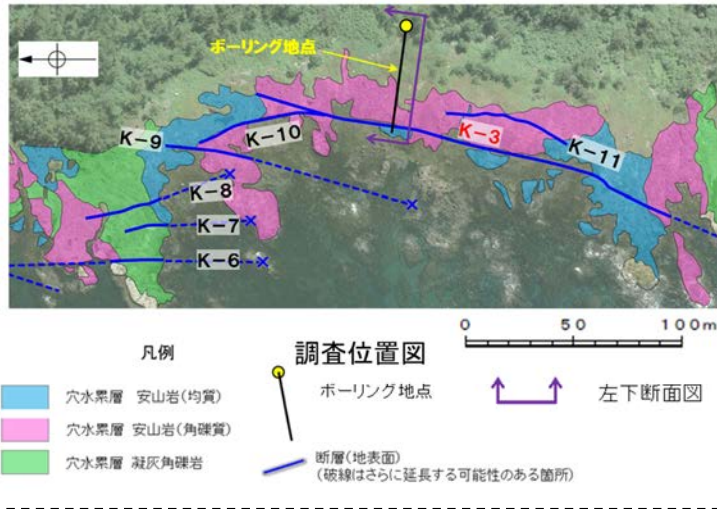 ボーリング地点
K-9
K-10
K-3
K-11
K-8
K-7
K-6
0 50 100m
調査位置図
凡例
ボーリング地点
左下断面図
穴水累層 安山岩(均質)
穴水累層 安山岩(角礫質)
穴水累層 凝灰角礫岩
断層(地表面)
(破線はさらに延長する可能性のある箇所)